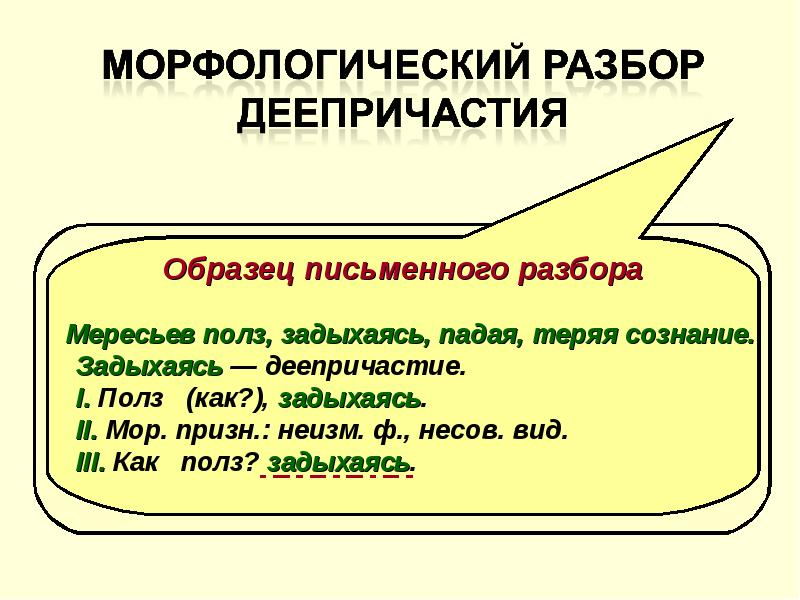 МОРФОЛОГИЧЕСКИЙ РАЗБОР
ДЕЕПРИЧАСТИЯ
Образец письменного разбора
Мересьев полз, задыхаясь, падая, теряя сознание.
Задыхаясь — деепричастие.
I. Полз (как?), задыхаясь.
II. Мор. призн.: неизм. ф., несов. вид.
III. Как полз? задыхаясь.